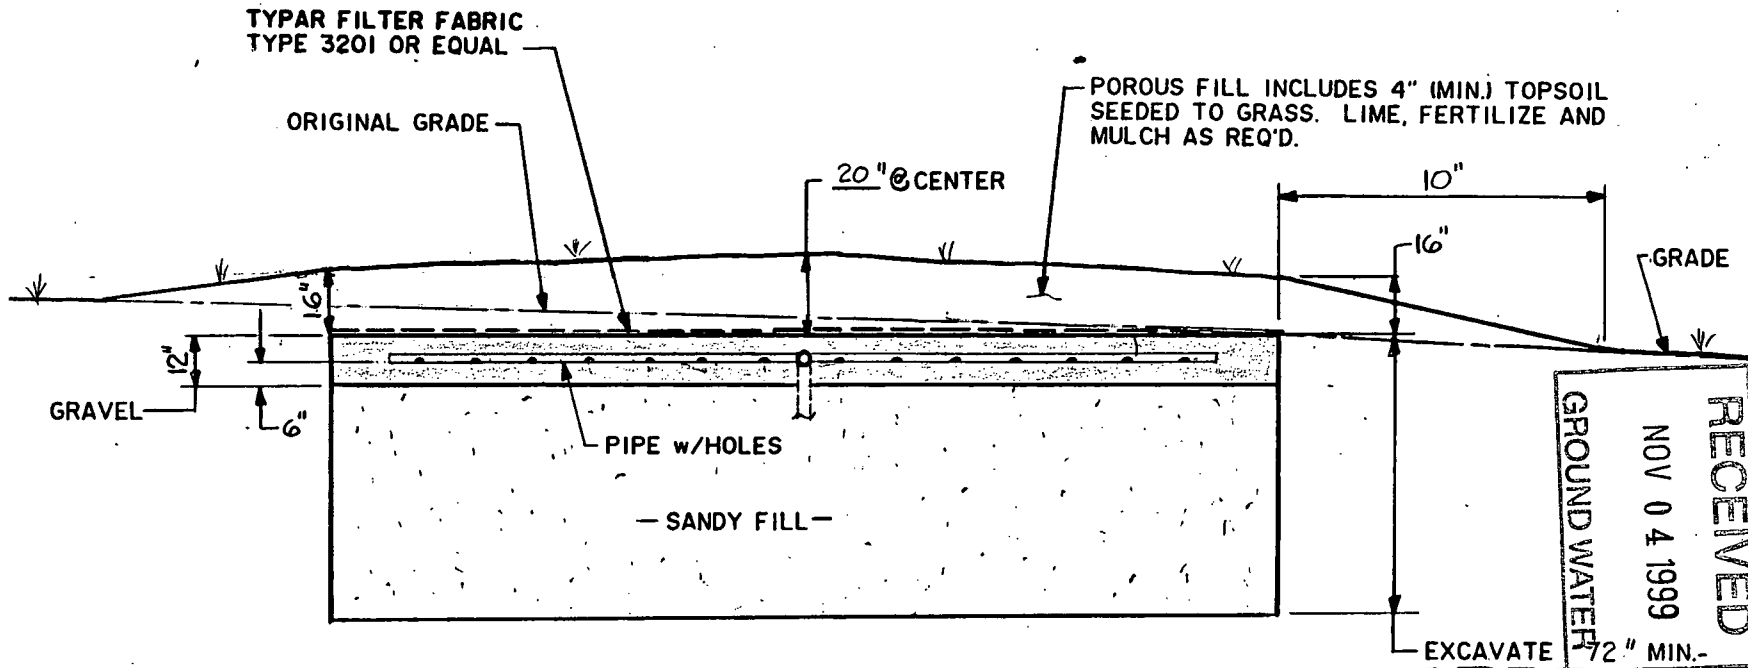 TYPAR FILTER FABRIC
TYPE 3201 OR EQUAL
ORIGINAL GRADE
POROUS FILL INCLUDES 4" (MIN.) TOPSOIL
SEEDED TO GRASS. LIME, FERTILIZE AND
MULCH AS REQ'D.
20" @ CENTER
10"
16"
GRADE
16"
12"
GRAVEL
6"
PIPE w/HOLES
- SANDY FILL -
RECEIVED
NOV 04 1999
GROUND WATER
EXCAVATE 72" MIN.-